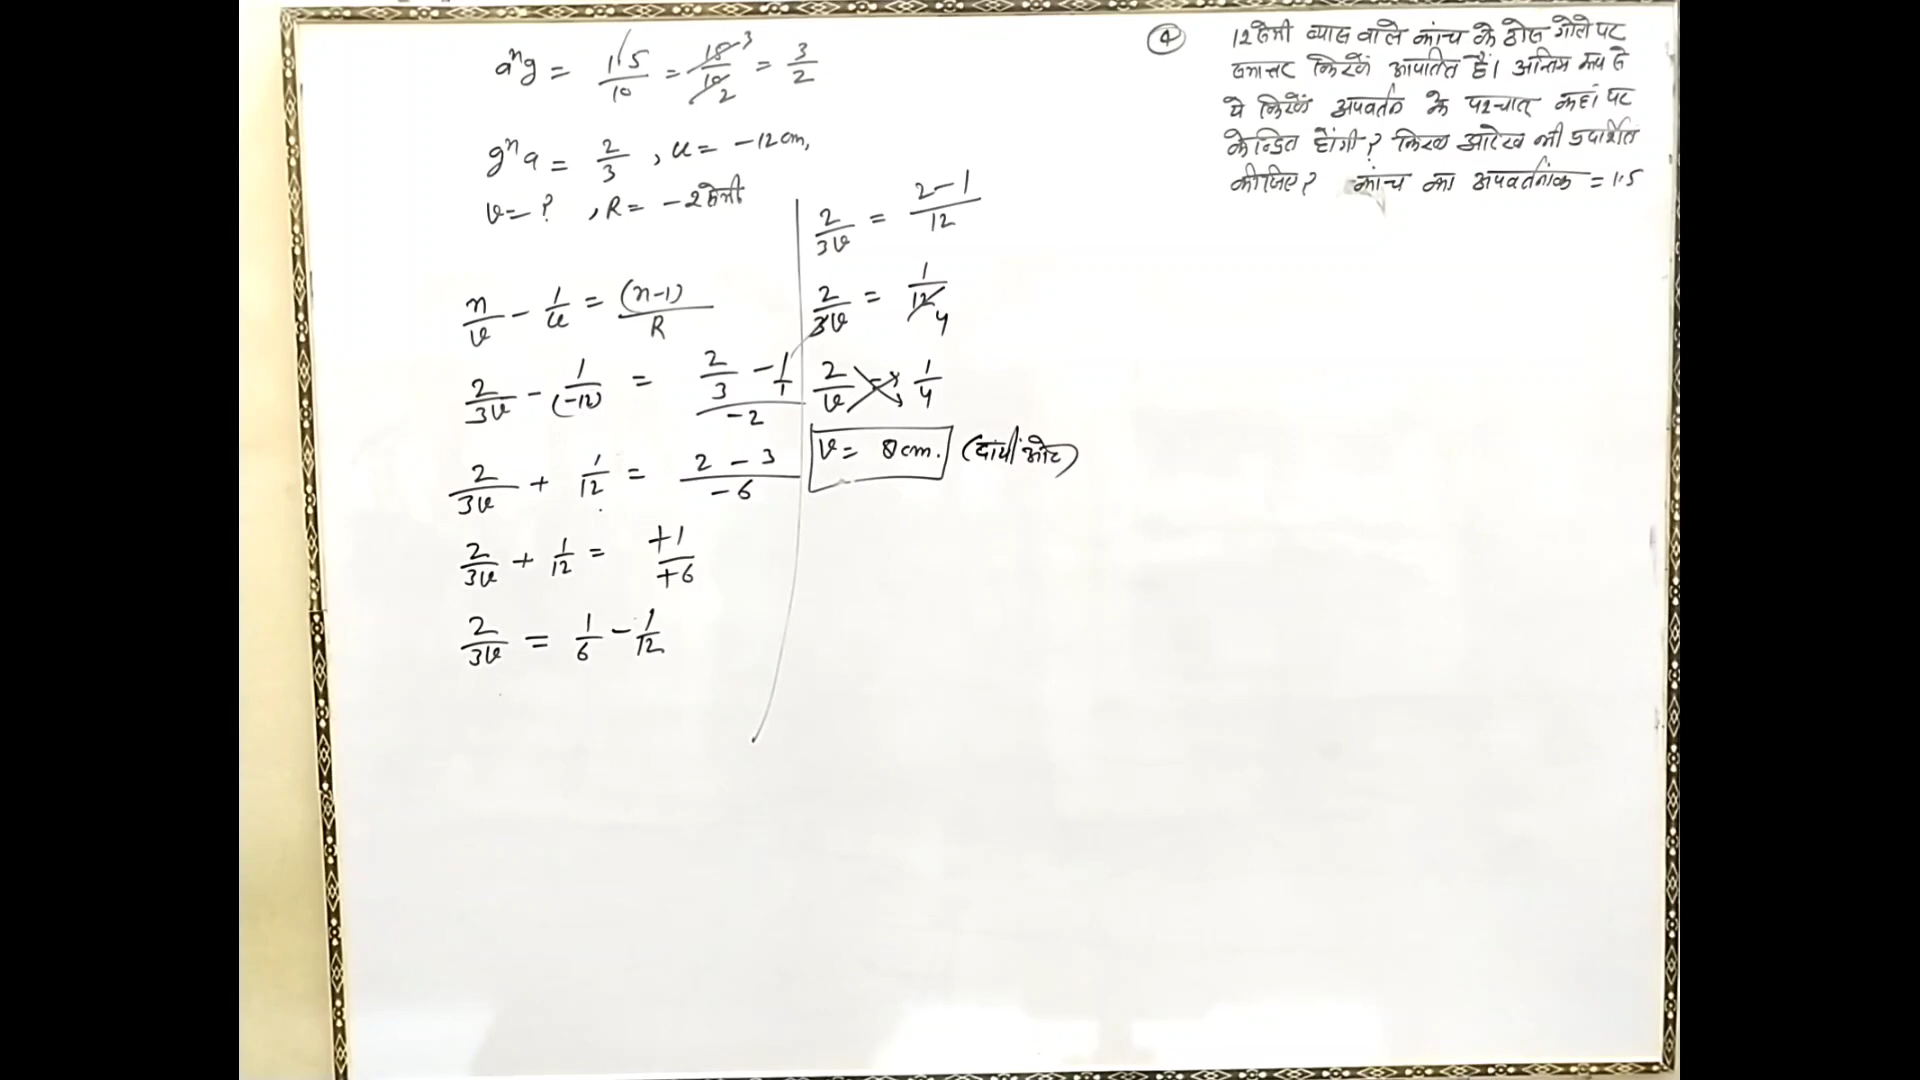 aⁿg = 1.5/10 = 15/10 = 3/2
gⁿa = 2/3 , u = -12 cm,
v = ? , R = -2 सेमी
n/v - 1/u = (n-1)/R
2/3v - 1/(-12) = (2/3 - 1/1)/-2
2/3v + 1/12 = (2 - 3)/-6
2/3v + 1/12 = +1/+6
2/3v = 1/6 - 1/12
2/3v = (2-1)/12
2/3v = 1/12 4
2/v = 1/4
v = 8 cm. (दायीं ओर)
④ 12 सेमी व्यास वाले कांच के ठोस गोले पर
समान्तर किरणें आपतित हैं। अन्तिम रूप से
ये किरणें अपवर्तन के पश्चात् कहां पर
केन्द्रित होंगी? किरण आरेख भी प्रदर्शित
कीजिए? कांच का अपवर्तनांक = 1.5